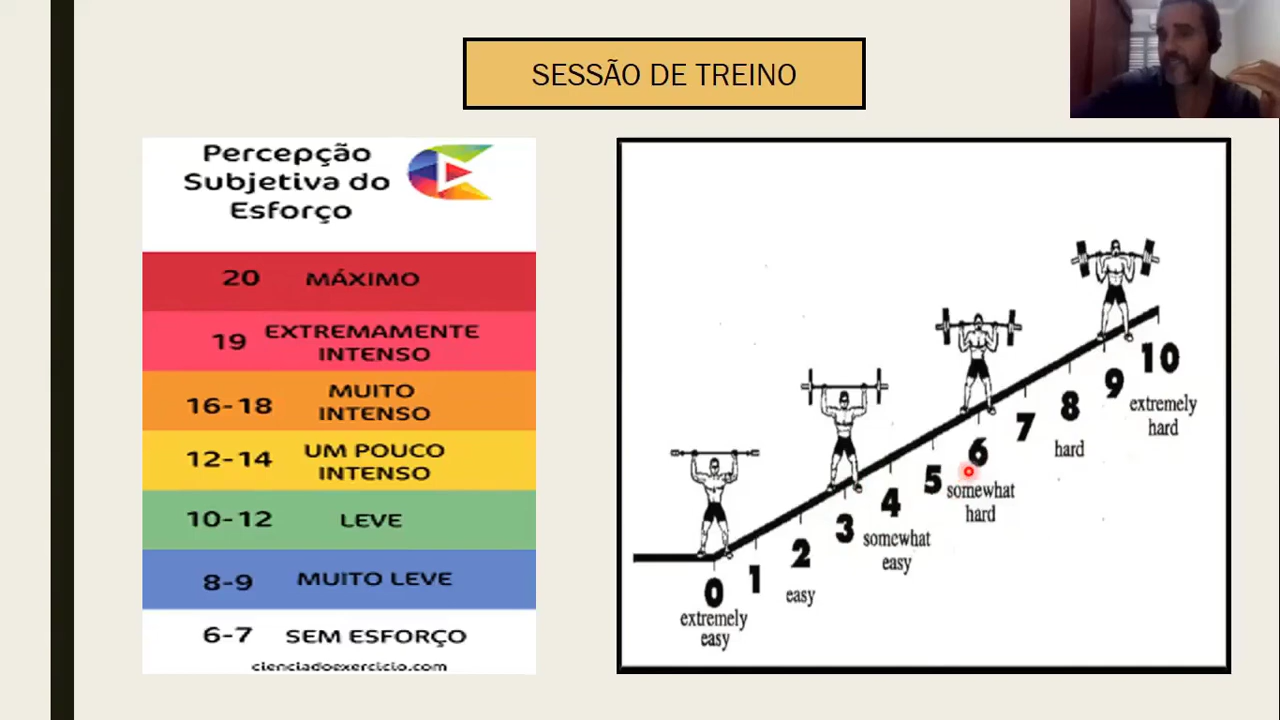 SESSÃO DE TREINO
Percepção
Subjetiva do
Esforço
20 MÁXIMO
19 EXTREMAMENTE
INTENSO
16-18 MUITO
INTENSO
12-14 UM POUCO
INTENSO
10-12 LEVE
8-9 MUITO LEVE
6-7 SEM ESFORÇO
cienciadoexercicio.com
0
extremely
easy
1
2
easy
3
4
somewhat
easy
5
6
somewhat
hard
7
8
hard
9
10
extremely
hard